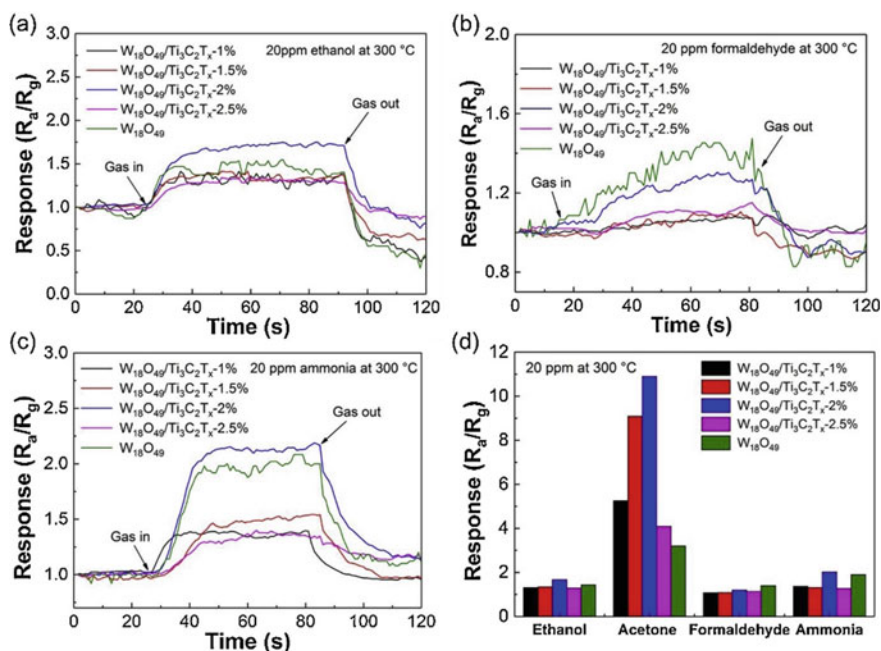 (a)
3.0
2.5
2.0
1.5
1.0
0.5
0.0
Response (Ra/Rg)
W18O49/Ti3C2Tx-1%
W18O49/Ti3C2Tx-1.5%
W18O49/Ti3C2Tx-2%
W18O49/Ti3C2Tx-2.5%
W18O49
20ppm ethanol at 300 °C
Gas in
Gas out
0 20 40 60 80 100 120
Time (s)
(b)
2.0
1.6
1.2
0.8
Response (Ra/Rg)
20 ppm formaldehyde at 300 °C
W18O49/Ti3C2Tx-1%
W18O49/Ti3C2Tx-1.5%
W18O49/Ti3C2Tx-2%
W18O49/Ti3C2Tx-2.5%
W18O49
Gas in
Gas out
0 20 40 60 80 100 120
Time (s)
(c)
3.0
2.5
2.0
1.5
1.0
Response (Ra/Rg)
W18O49/Ti3C2Tx-1%
W18O49/Ti3C2Tx-1.5%
W18O49/Ti3C2Tx-2%
W18O49/Ti3C2Tx-2.5%
W18O49
20 ppm ammonia at 300 °C
Gas in
Gas out
0 20 40 60 80 100 120
Time (s)
(d)
12
10
8
6
4
2
0
Response (Ra/Rg)
20 ppm at 300 °C
W18O49/Ti3C2Tx-1%
W18O49/Ti3C2Tx-1.5%
W18O49/Ti3C2Tx-2%
W18O49/Ti3C2Tx-2.5%
W18O49
Ethanol Acetone Formaldehyde Ammonia